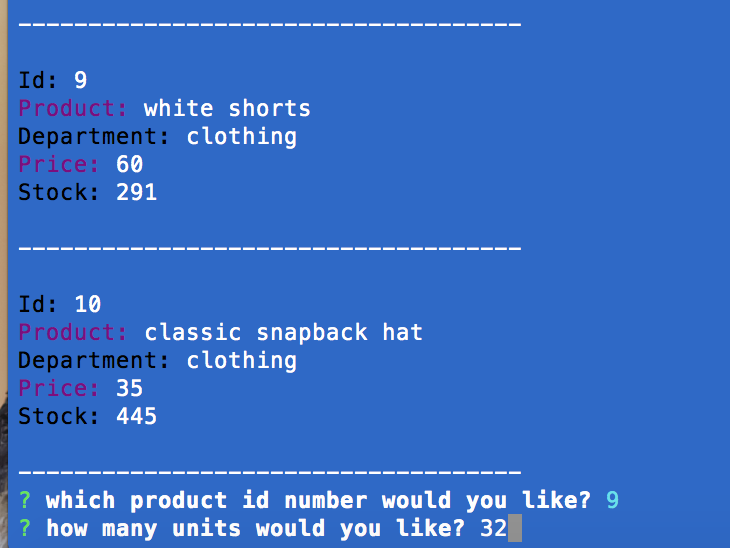 ------------------------------------
Id: 9
Product: white shorts
Department: clothing
Price: 60
Stock: 291
------------------------------------
Id: 10
Product: classic snapback hat
Department: clothing
Price: 35
Stock: 445
------------------------------------
? which product id number would you like? 9
? how many units would you like? 32